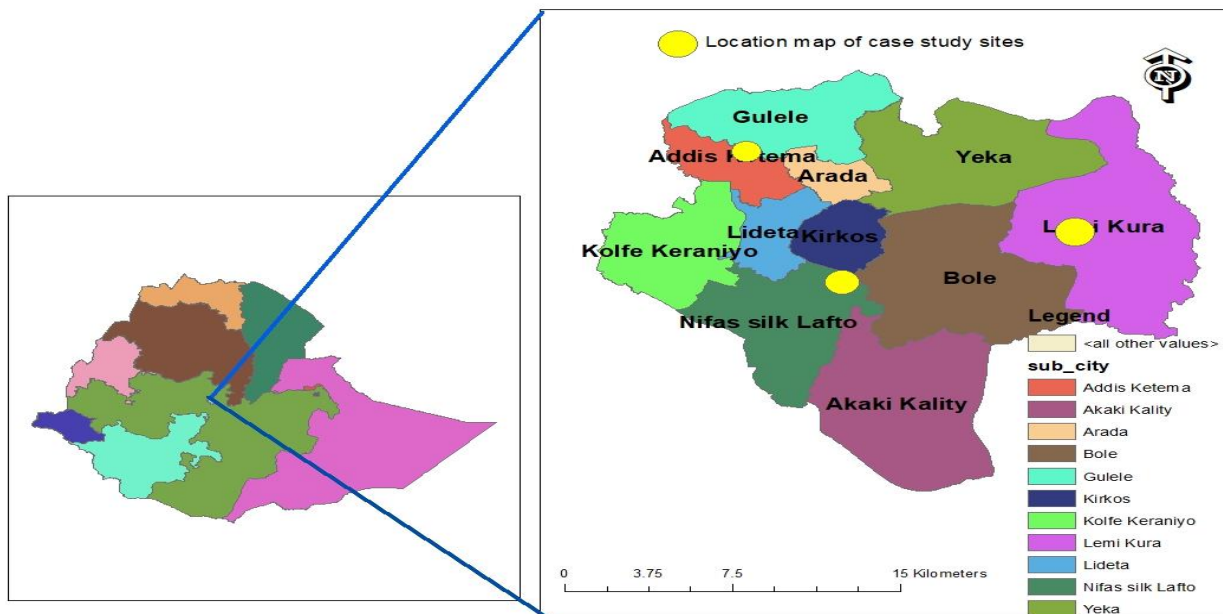 Location map of case study sites
N
Gulele
Addis Ketema
Yeka
Arada
Lideta
Kirkos
Lemi Kura
Kolfe Keraniyo
Bole
Nifas silk Lafto
Akaki Kality
Legend
<all other values>
sub_city
Addis Ketema
Akaki Kality
Arada
Bole
Gulele
Kirkos
Kolfe Keraniyo
Lemi Kura
Lideta
Nifas silk Lafto
Yeka
0 3.75 7.5 15 Kilometers